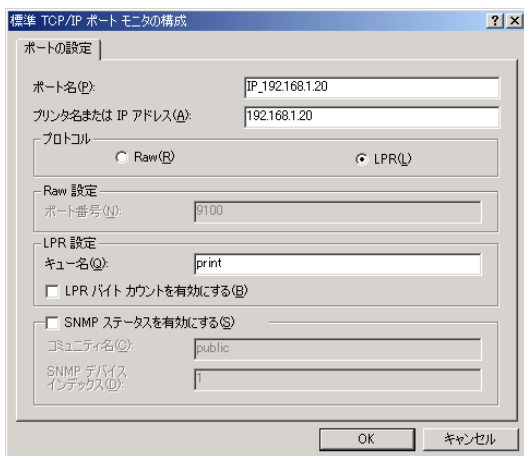 標準 TCP/IP ポート モニタの構成
ポートの設定
ポート名(P): IP_192.168.1.20
プリンタ名または IP アドレス(A): 192.168.1.20
プロトコル
Raw(R) LPR(L)
Raw 設定
ポート番号(N): 9100
LPR 設定
キュー名(Q): print
LPR バイト カウントを有効にする(B)
SNMP ステータスを有効にする(S)
コミュニティ名(C): public
SNMP デバイス
インデックス(D): 1
OK キャンセル